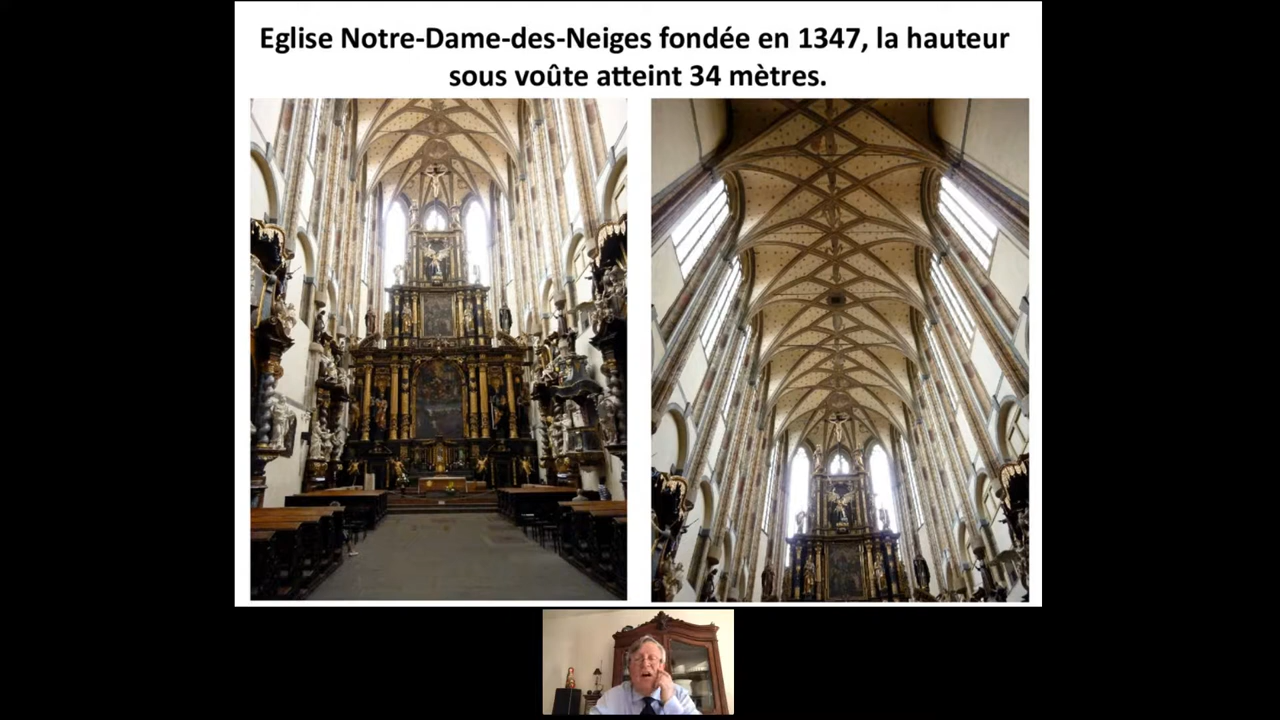 Eglise Notre-Dame-des-Neiges fondée en 1347, la hauteur
sous voûte atteint 34 mètres.